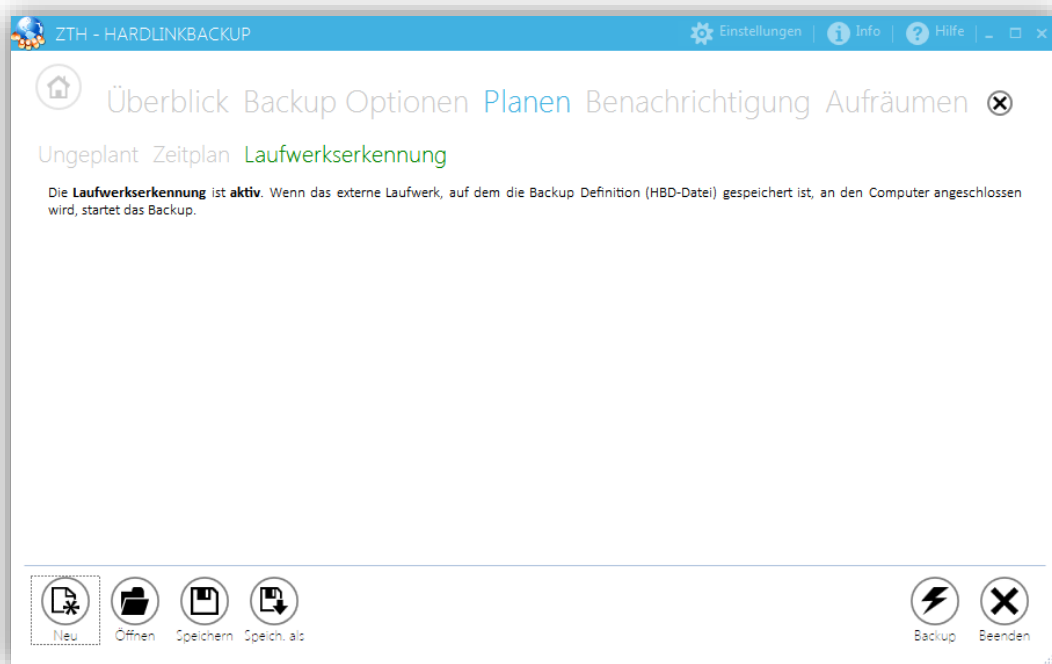 ZTH - HARDLINKBACKUP
Einstellungen | Info | Hilfe
Überblick Backup Optionen Planen Benachrichtigung Aufräumen
Ungeplant Zeitplan Laufwerkserkennung
Die Laufwerkserkennung ist aktiv. Wenn das externe Laufwerk, auf dem die Backup Definition (HBD-Datei) gespeichert ist, an den Computer angeschlossen
wird, startet das Backup.
Neu Öffnen Speichern Speich. als Backup Beenden